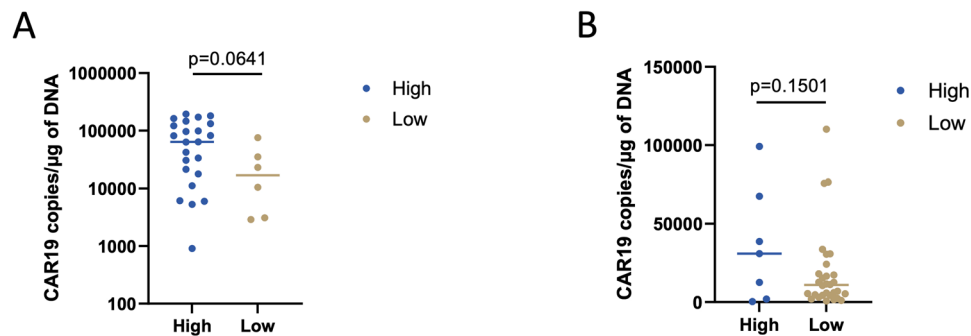 A
CAR19 copies/µg of DNA
1000000
100000
10000
1000
100
p=0.0641
High
Low
High
Low
B
CAR19 copies/µg of DNA
150000
100000
50000
0
p=0.1501
High
Low
High
Low